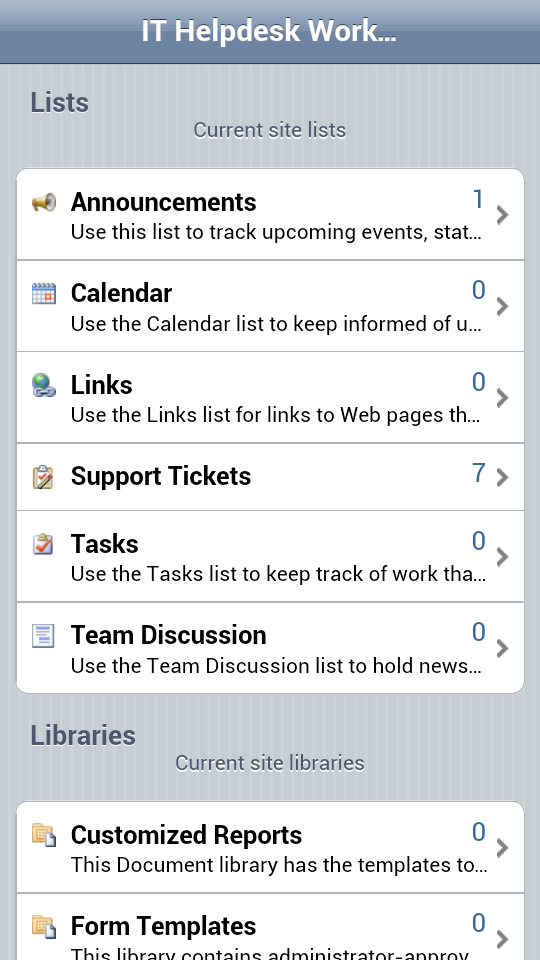 IT Helpdesk Work...
Lists
Current site lists
Announcements 1
Use this list to track upcoming events, stat...
Calendar 0
Use the Calendar list to keep informed of u...
Links 0
Use the Links list for links to Web pages th...
Support Tickets 7
Tasks 0
Use the Tasks list to keep track of work tha...
Team Discussion 0
Use the Team Discussion list to hold news...
Libraries
Current site libraries
Customized Reports 0
This Document library has the templates to...
Form Templates 0
This library contains administrator-approv